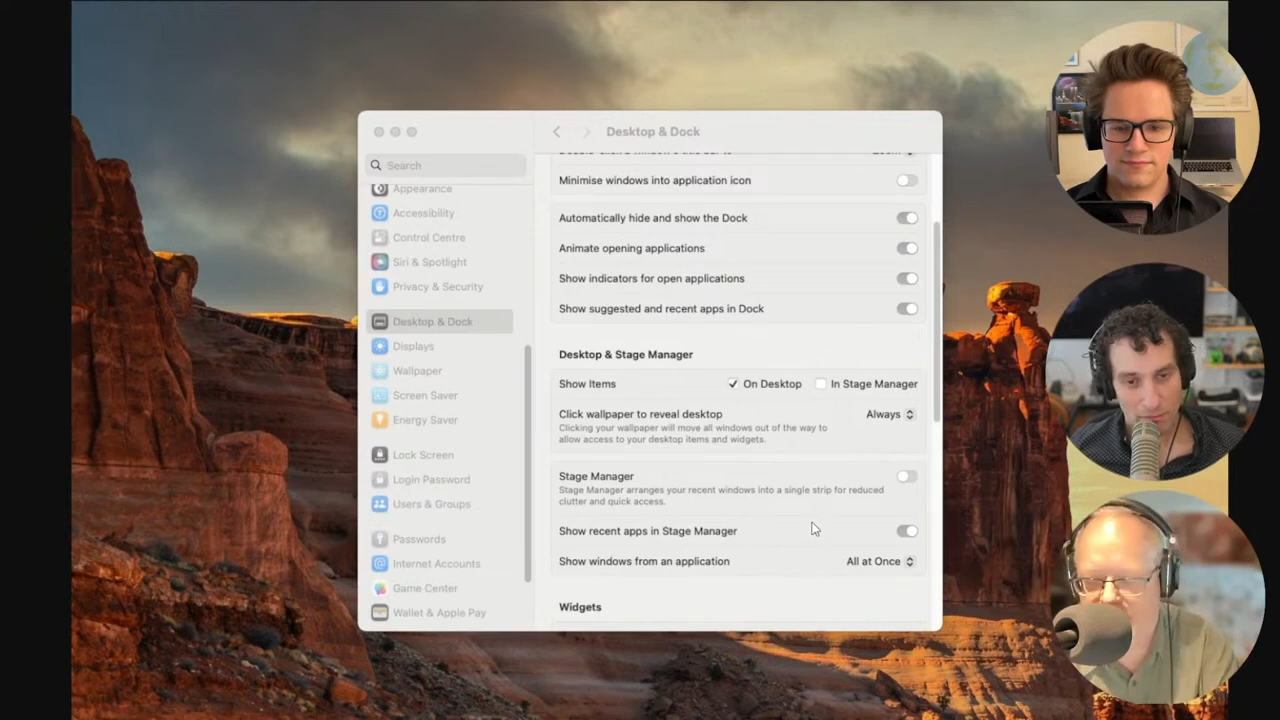 Desktop & Dock
Search
Appearance
Accessibility
Control Centre
Siri & Spotlight
Privacy & Security
Desktop & Dock
Displays
Wallpaper
Screen Saver
Energy Saver
Lock Screen
Login Password
Users & Groups
Passwords
Internet Accounts
Game Center
Wallet & Apple Pay
Minimise windows into application icon
Automatically hide and show the Dock
Animate opening applications
Show indicators for open applications
Show suggested and recent apps in Dock
Desktop & Stage Manager
Show Items On Desktop In Stage Manager
Click wallpaper to reveal desktop Always
Clicking your wallpaper will move all windows out of the way to
allow access to your desktop items and widgets.
Stage Manager
Stage Manager arranges your recent windows into a single strip for reduced
clutter and quick access.
Show recent apps in Stage Manager
Show windows from an application All at Once
Widgets